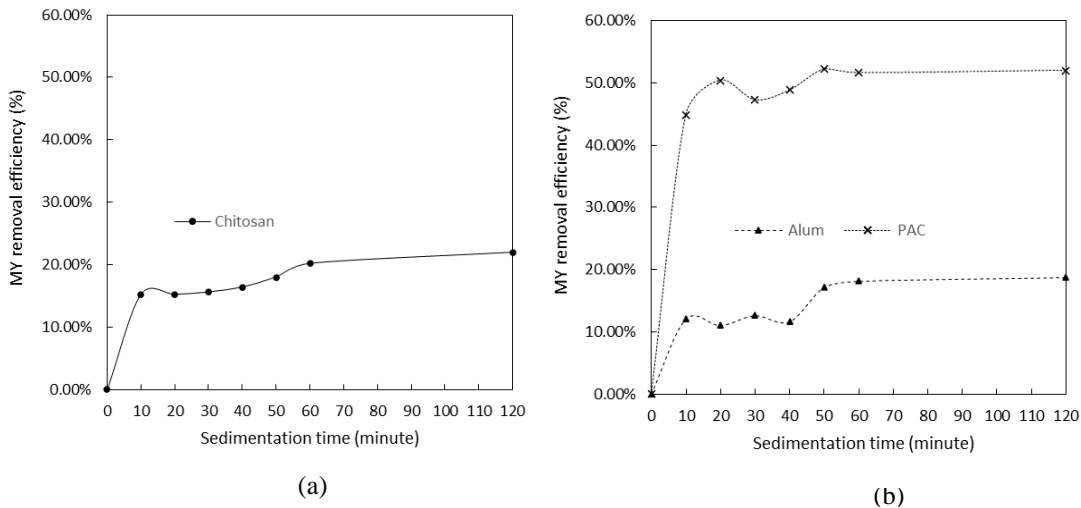 60.00%
50.00%
40.00%
30.00%
20.00%
10.00%
0.00%
MY removal efficiency (%)
Chitosan
0 10 20 30 40 50 60 70 80 90 100 110 120
Sedimentation time (minute)
(a)
60.00%
50.00%
40.00%
30.00%
20.00%
10.00%
0.00%
MY removal efficiency (%)
Alum PAC
0 10 20 30 40 50 60 70 80 90 100 110 120
Sedimentation time (minute)
(b)